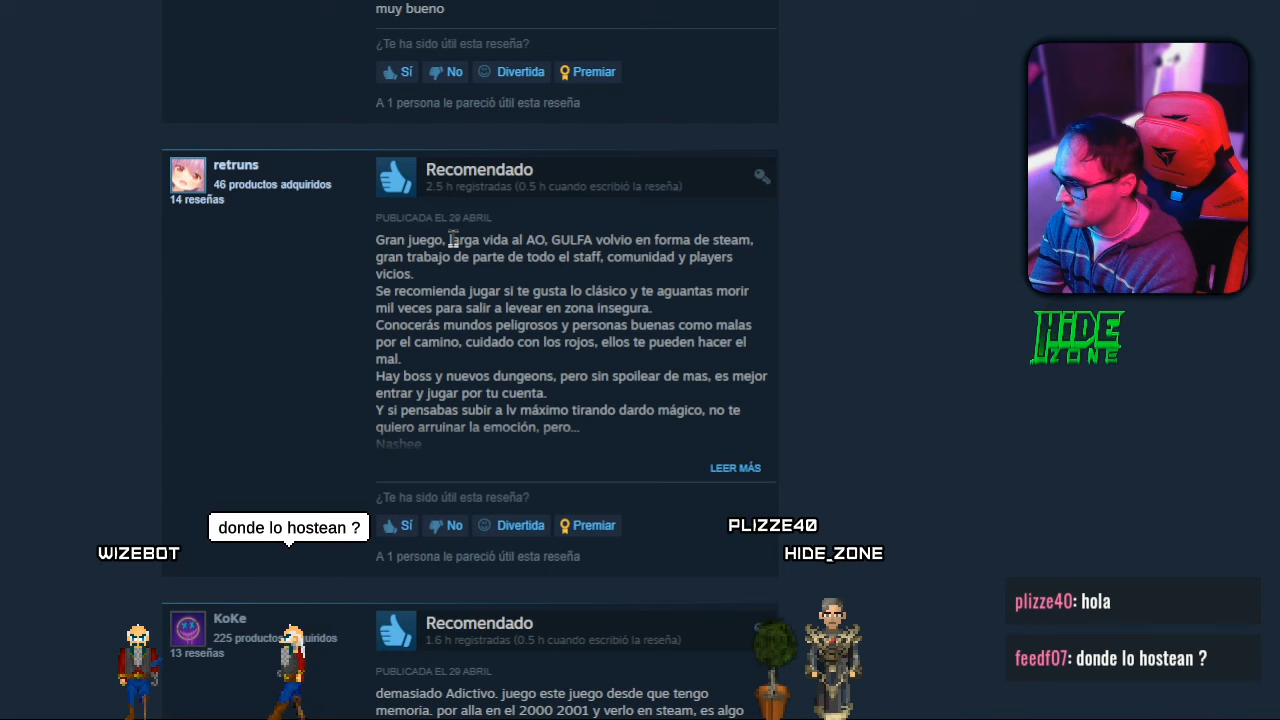 muy bueno
¿Te ha sido útil esta reseña?
Sí No Divertida Premiar
A 1 persona le pareció útil esta reseña
retruns
46 productos adquiridos
14 reseñas
Recomendado
2.5 h registradas (0.5 h cuando escribió la reseña)
PUBLICADA EL 29 ABRIL
Gran juego, larga vida al AO, GULFA volvio en forma de steam,
gran trabajo de parte de todo el staff, comunidad y players
vicios.
Se recomienda jugar si te gusta lo clásico y te aguantas morir
mil veces para salir a levear en zona insegura.
Conocerás mundos peligrosos y personas buenas como malas
por el camino, cuidado con los rojos, ellos te pueden hacer el
mal.
Hay boss y nuevos dungeons, pero sin spoilear de mas, es mejor
entrar y jugar por tu cuenta.
Y si pensabas subir a lv máximo tirando dardo mágico, no te
quiero arruinar la emoción, pero...
Nashee
LEER MÁS
¿Te ha sido útil esta reseña?
Sí No Divertida Premiar
A 1 persona le pareció útil esta reseña
donde lo hostean ?
WIZEBOT
PLIZZE40
HIDE_ZONE
KoKe
225 productos adquiridos
13 reseñas
Recomendado
1.6 h registradas (0.5 h cuando escribió la reseña)
PUBLICADA EL 29 ABRIL
demasiado Adictivo. juego este juego desde que tengo
memoria. por alla en el 2000 2001 y verlo en steam, es algo
HIDE
ZONE
plizze40: hola
feedf07: donde lo hostean ?